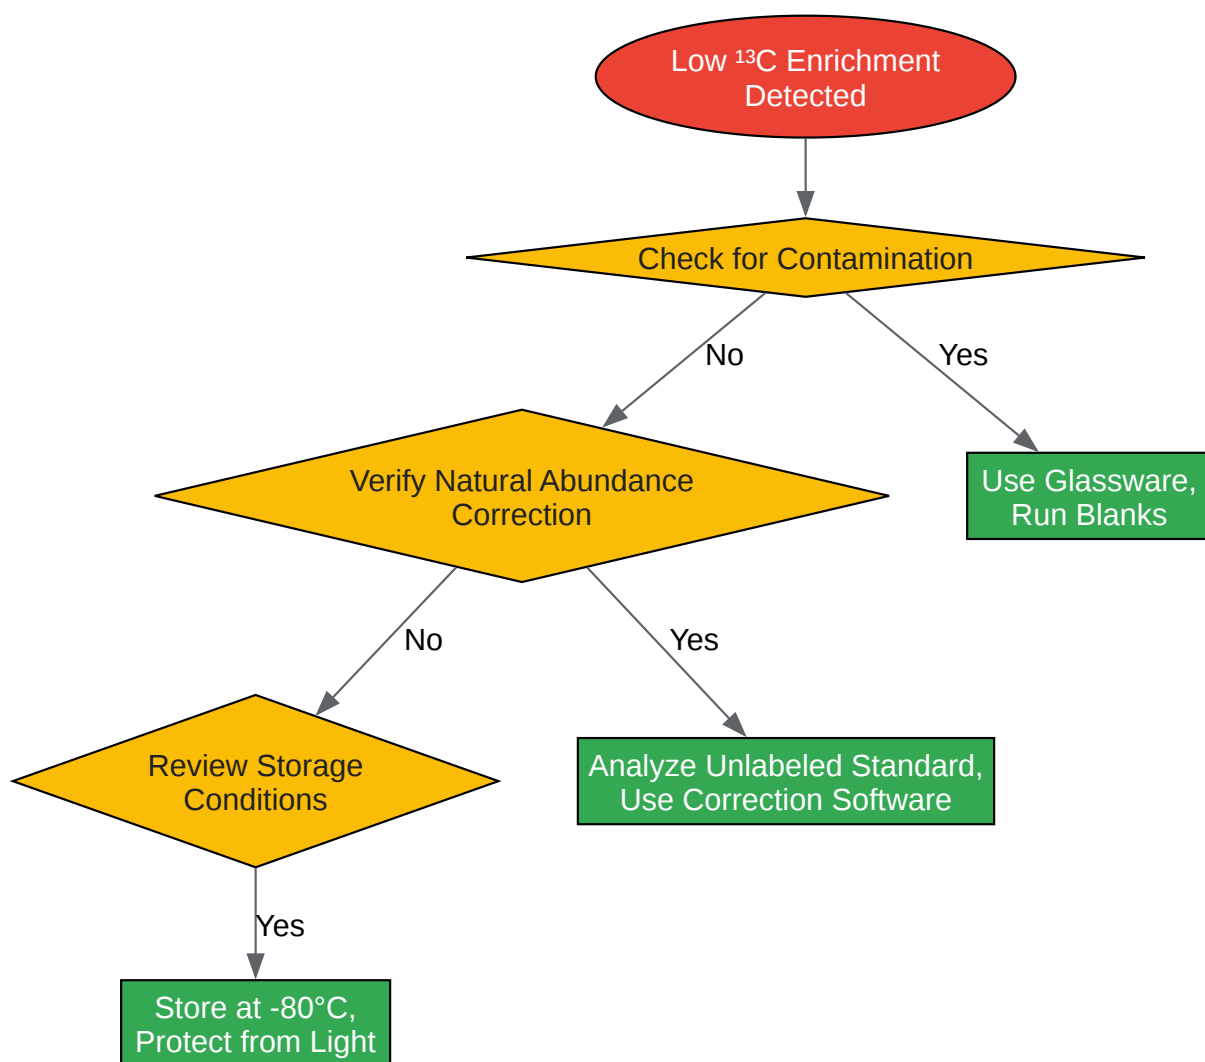 Low ¹³C Enrichment
Detected
Check for Contamination
No
Yes
Verify Natural Abundance
Correction
Use Glassware,
Run Blanks
No
Yes
Review Storage
Conditions
Analyze Unlabeled Standard,
Use Correction Software
Yes
Store at -80°C,
Protect from Light